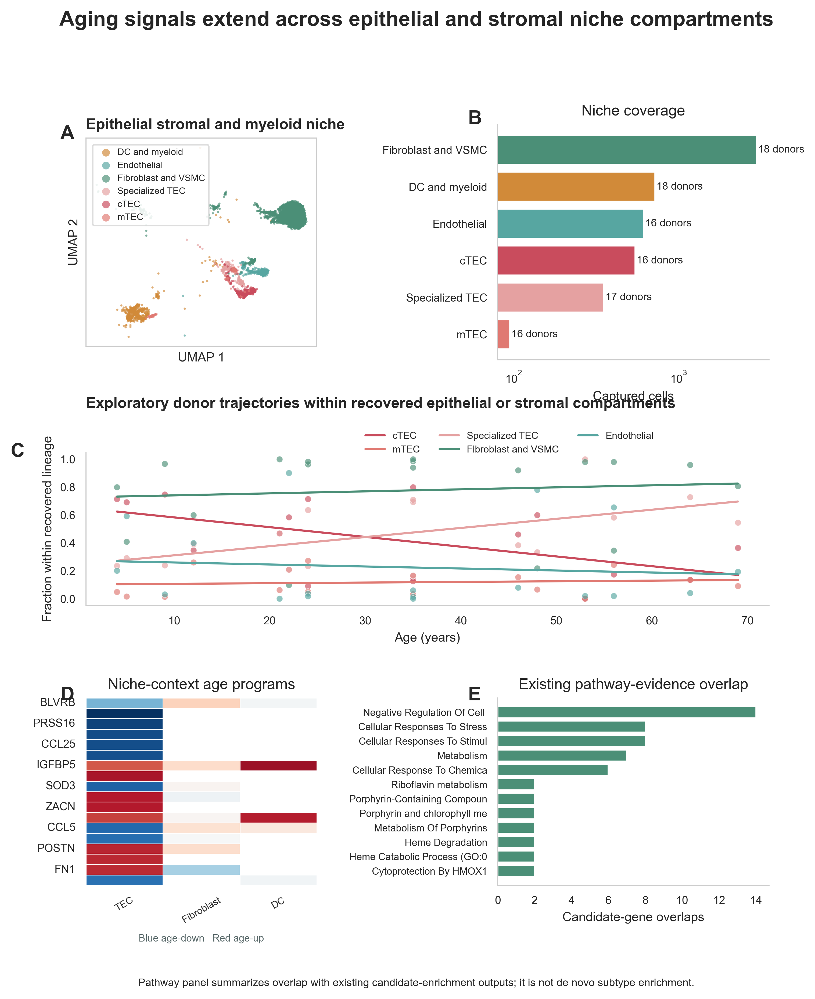 Aging signals extend across epithelial and stromal niche compartments
A
Epithelial stromal and myeloid niche
DC and myeloid
Endothelial
Fibroblast and VSMC
Specialized TEC
cTEC
mTEC
UMAP 2
UMAP 1
B
Niche coverage
Fibroblast and VSMC
DC and myeloid
Endothelial
cTEC
Specialized TEC
mTEC
18 donors
18 donors
16 donors
16 donors
17 donors
16 donors
10^2
10^3
Captured cells
Exploratory donor trajectories within recovered epithelial or stromal compartments
C
cTEC
mTEC
Specialized TEC
Fibroblast and VSMC
Endothelial
Fraction within recovered lineage
1.0
0.8
0.6
0.4
0.2
0.0
10 20 30 40 50 60 70
Age (years)
D
Niche-context age programs
BLVRB
PRSS16
CCL25
IGFBP5
SOD3
ZACN
CCL5
POSTN
FN1
TEC
Fibroblast
DC
Blue age-down Red age-up
E
Existing pathway-evidence overlap
Negative Regulation Of Cell
Cellular Responses To Stress
Cellular Responses To Stimul
Metabolism
Cellular Response To Chemica
Riboflavin metabolism
Porphyrin-Containing Compoun
Porphyrin and chlorophyll me
Metabolism Of Porphyrins
Heme Degradation
Heme Catabolic Process (GO:0
Cytoprotection By HMOX1
0 2 4 6 8 10 12 14
Candidate-gene overlaps
Pathway panel summarizes overlap with existing candidate-enrichment outputs; it is not de novo subtype enrichment.